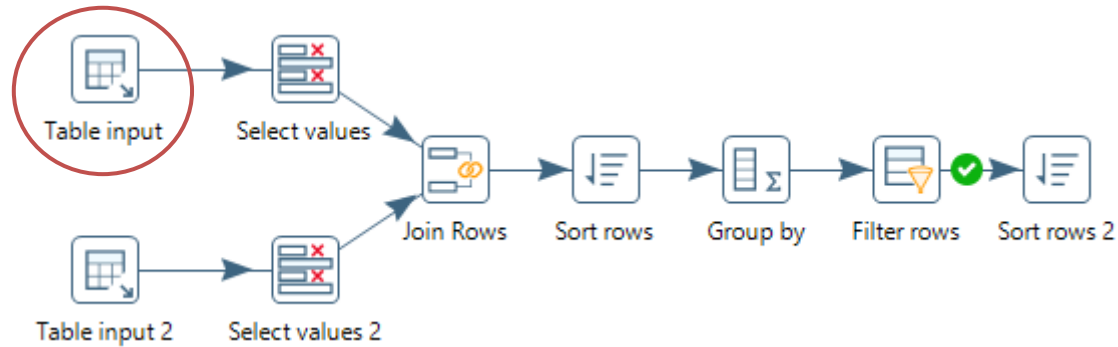 Table input
Select values
Join Rows
Sort rows
Group by
Filter rows
Sort rows 2
Table input 2
Select values 2